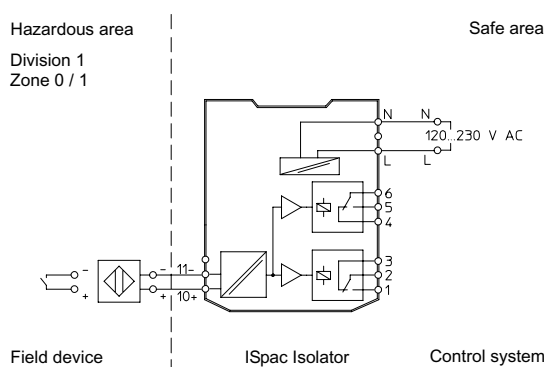 Hazardous area
Safe area
Division 1
Zone 0 / 1
N N
120...230 V AC
L L
6
5
4
3
2
1
- - 11-
+ + 10+
Field device
ISpac Isolator
Control system